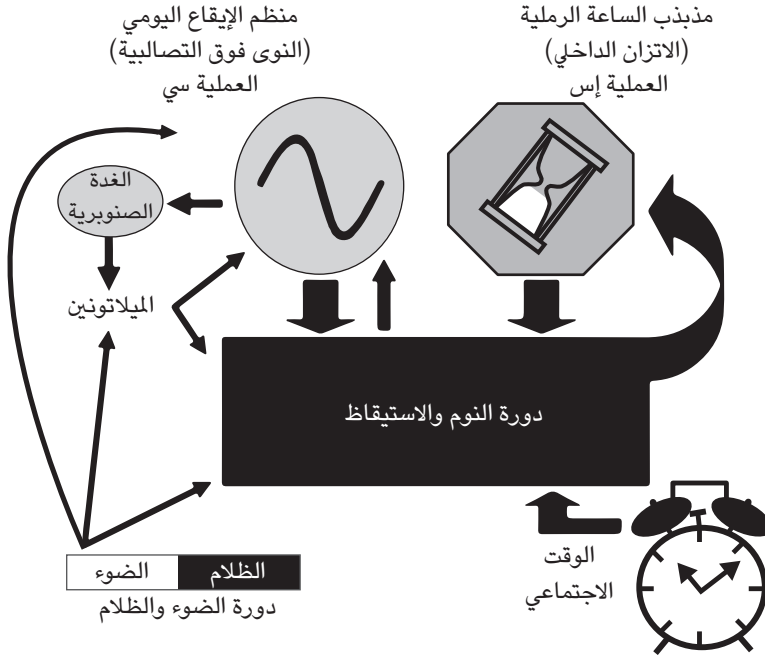 مذبذب الساعة الرملية
(الاتزان الداخلي)
العملية إس
منظم الإيقاع اليومي
(النوى فوق التصالبية)
العملية سي
الغدة
الصنوبرية
الميلاتونين
دورة النوم والاستيقاظ
الوقت
الاجتماعي
الظلام
الضوء
دورة الضوء والظلام